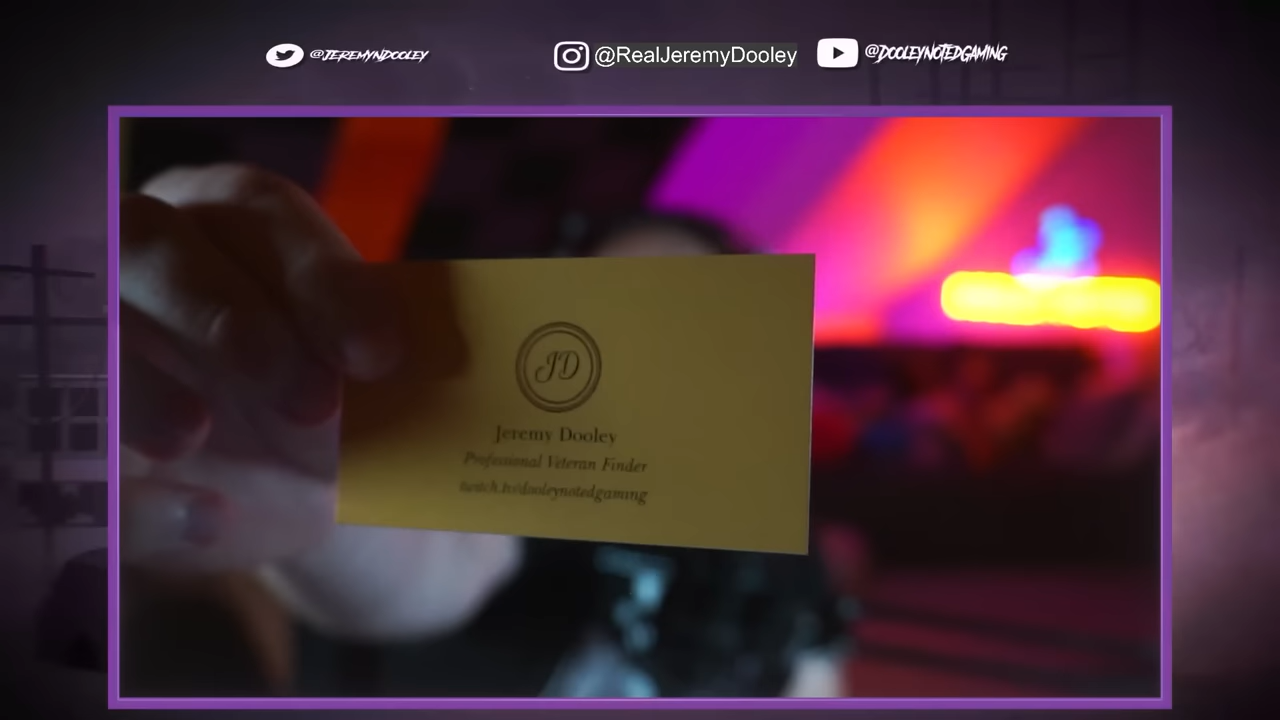 @JEREMYNDOOLEY
@RealJeremyDooley
@DOOLEYNOTEDGAMING
JD
Jeremy Dooley
Professional Veteran Finder
twitch.tv/dooleynotedgaming